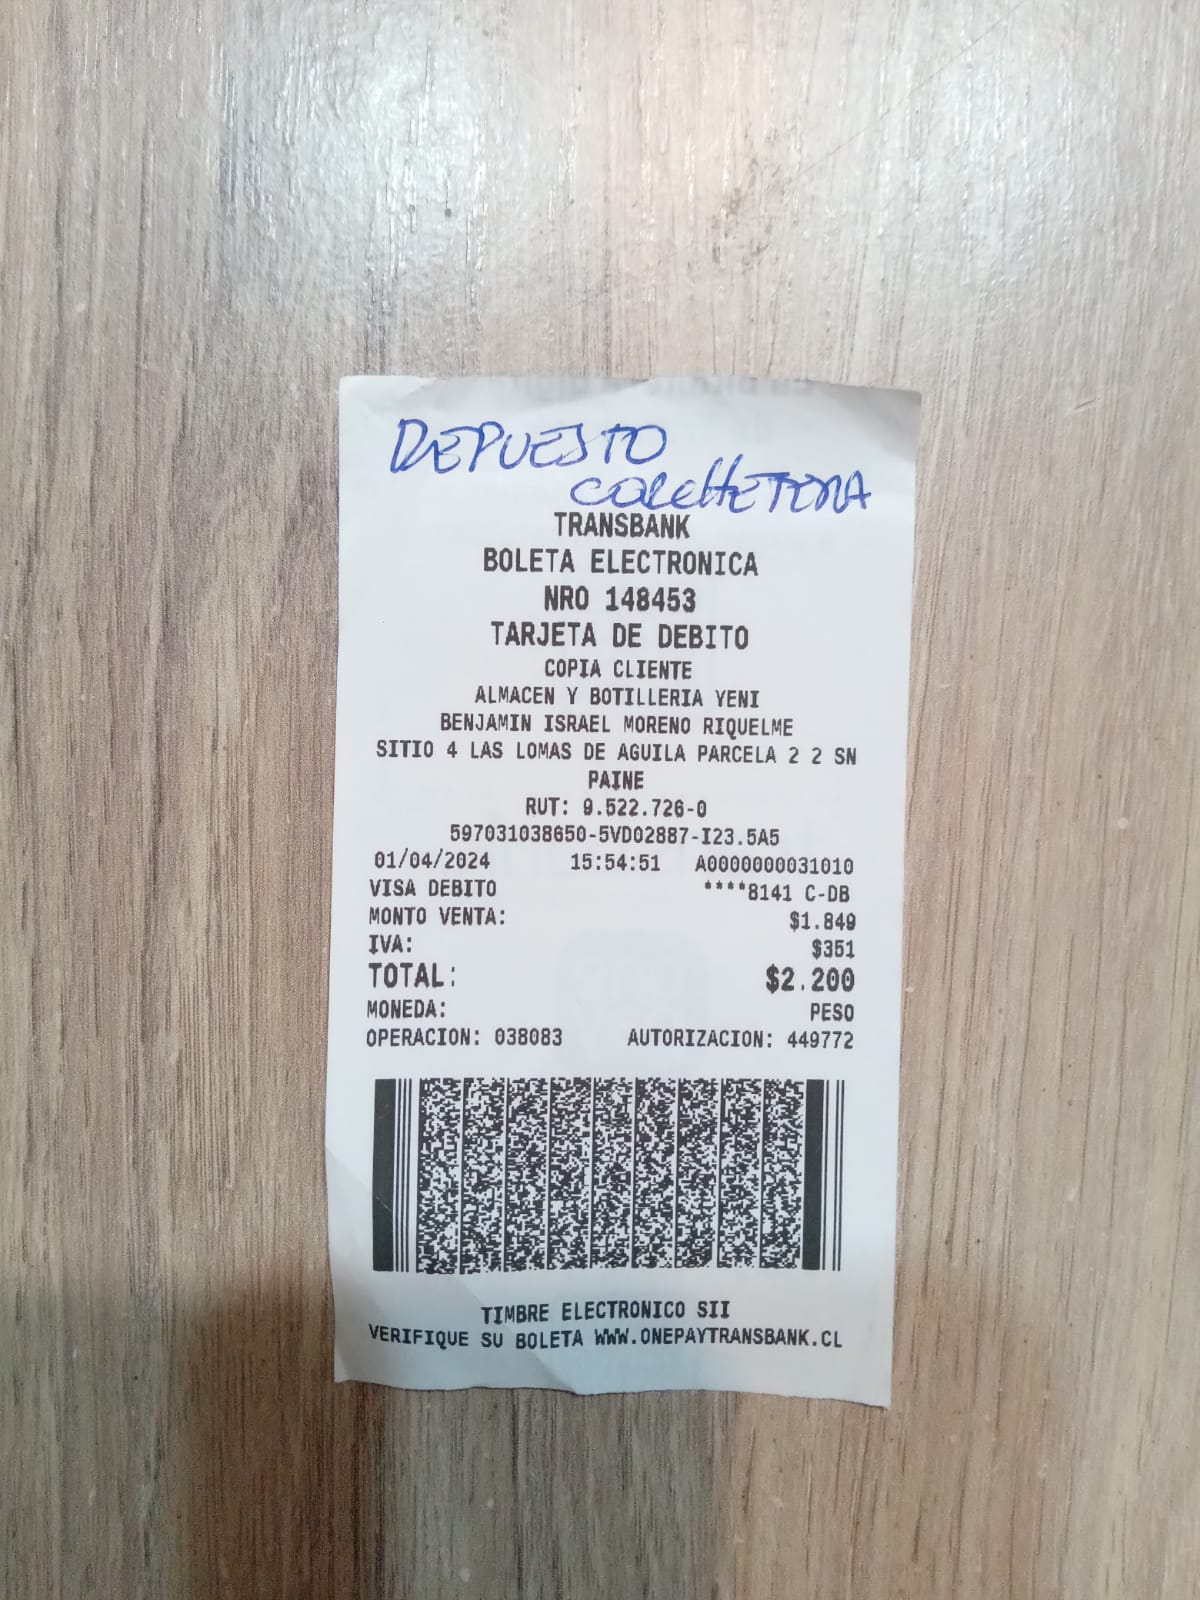 DEPUESTO
TRANSBANK
BOLETA ELECTRONICA
NRO 148453
TARJETA DE DEBITO
COPIA CLIENTE
ALMACEN Y BOTILLERIA YENI
BENJAMIN ISRAEL MORENO RIQUELME
SITIO 4 LAS LOMAS DE AGUILA PARCELA 2 2 SN
PAINE
RUT: 9.522.726-0
597031038650-5VD02887-I23.5A5
01/04/2024 15:54:51 A0000000031010
VISA DEBITO ****8141 C-DB
MONTO VENTA: $1.849
IVA: $351
TOTAL: $2.200
MONEDA: PESO
OPERACION: 038083 AUTORIZACION: 449772
TIMBRE ELECTRONICO SII
VERIFIQUE SU BOLETA WWW.ONEPAYTRANSBANK.CL